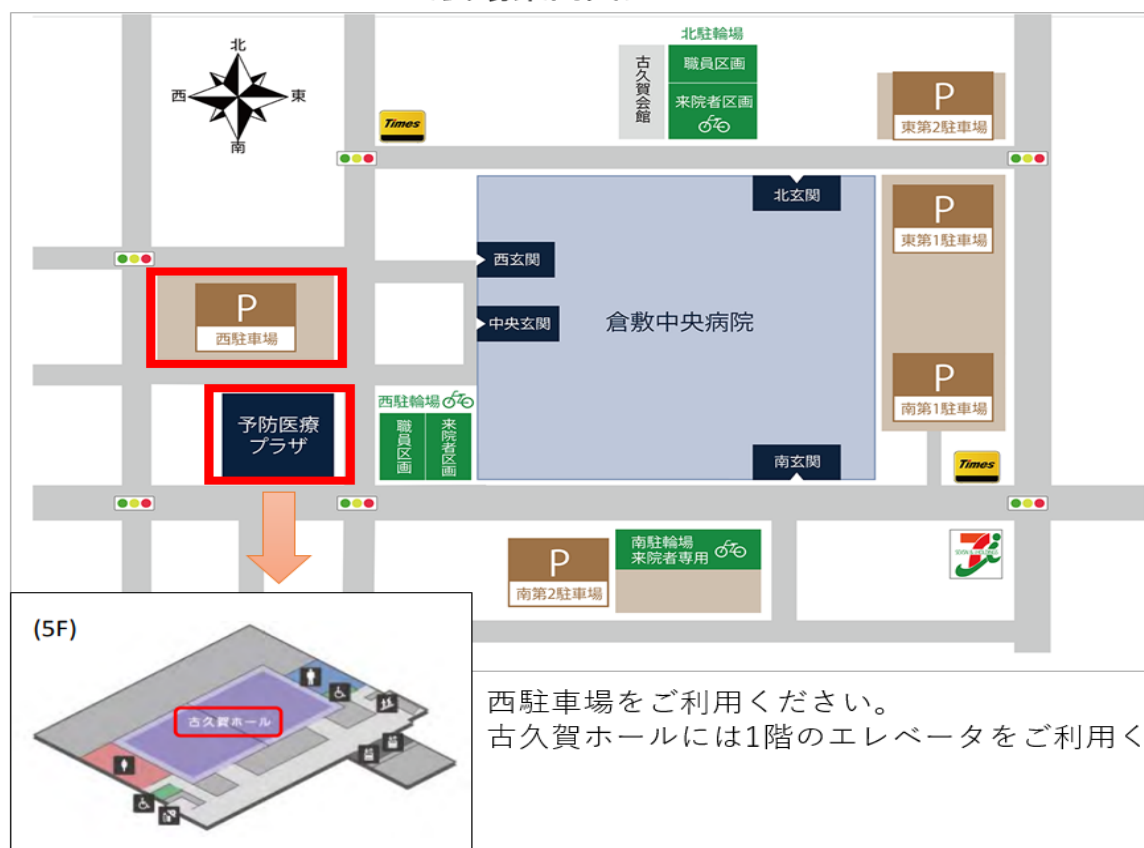 北
西
東
南
Times
北駐輪場
古久賀会館
職員区画
来院者区画
P
東第2駐車場
北玄関
P
東第1駐車場
西玄関
中央玄関
倉敷中央病院
P
西駐車場
P
南第1駐車場
予防医療
プラザ
西駐輪場
職員区画
来院者区画
南玄関
Times
P
南第2駐車場
南駐輪場
来院者専用
(5F)
古久賀ホール
西駐車場をご利用ください。
古久賀ホールには1階のエレベータをご利用く